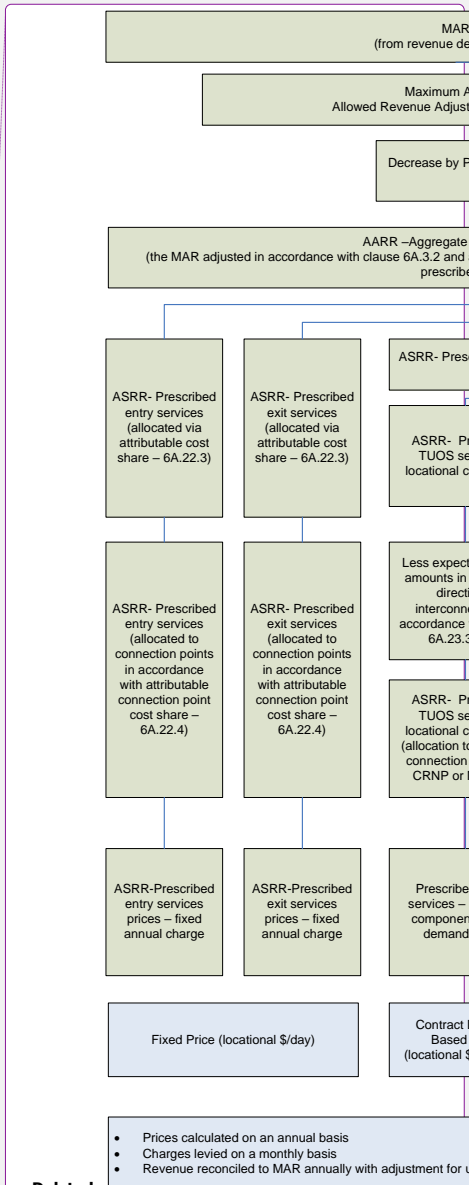 MAR
(from revenue de
Maximum A
Allowed Revenue Adjust
Decrease by P
AARR –Aggregate
(the MAR adjusted in accordance with clause 6A.3.2 and
prescribe
ASRR- Prescribed
entry services
(allocated via
attributable cost
share – 6A.22.3)
ASRR- Prescribed
exit services
(allocated via
attributable cost
share – 6A.22.3)
ASRR- Pres
ASRR- Pr
TUOS se
locational c
ASRR- Prescribed
entry services
(allocated to
connection points
in accordance
with attributable
connection point
cost share –
6A.22.4)
ASRR- Prescribed
exit services
(allocated to
connection points
in accordance
with attributable
connection point
cost share –
6A.22.4)
Less expect
amounts in
directi
interconne
accordance
6A.23.3
ASRR- Pr
TUOS se
locational c
(allocation to
connection
CRNP or
ASRR-Prescribed
entry services
prices – fixed
annual charge
ASRR-Prescribed
exit services
prices – fixed
annual charge
Prescribe
services –
componen
demand
Fixed Price (locational $/day)
Contract
Based
(locational $
• Prices calculated on an annual basis
• Charges levied on a monthly basis
• Revenue reconciled to MAR annually with adjustment for u